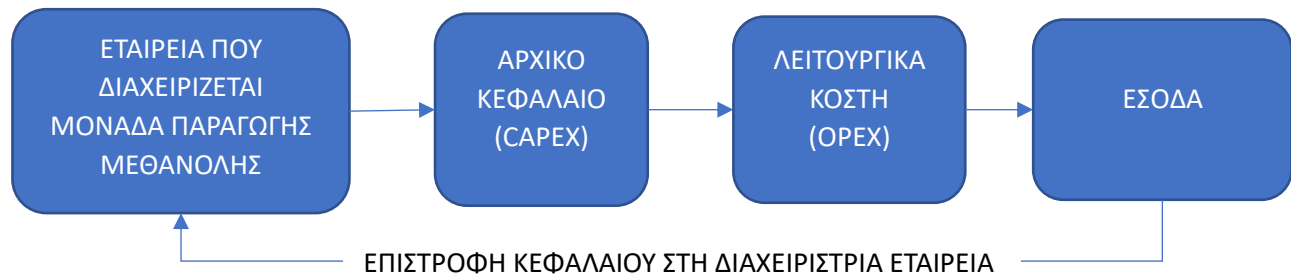 ΕΤΑΙΡΕΙΑ ΠΟΥ
ΔΙΑΧΕΙΡΙΖΕΤΑΙ
ΜΟΝΑΔΑ ΠΑΡΑΓΩΓΗΣ
ΜΕΘΑΝΟΛΗΣ
ΑΡΧΙΚΟ
ΚΕΦΑΛΑΙΟ
(CAPEX)
ΛΕΙΤΟΥΡΓΙΚΑ
ΚΟΣΤΗ
(OPEX)
ΕΣΟΔΑ
ΕΠΙΣΤΡΟΦΗ ΚΕΦΑΛΑΙΟΥ ΣΤΗ ΔΙΑΧΕΙΡΙΣΤΡΙΑ ΕΤΑΙΡΕΙΑ